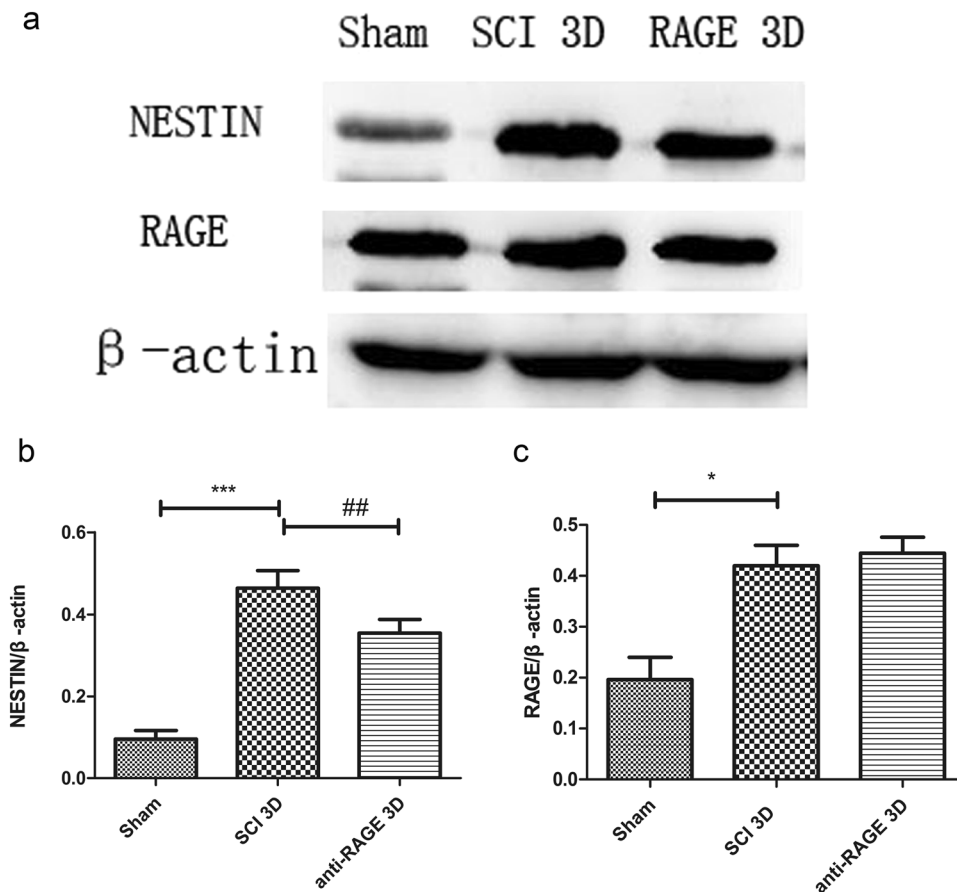 a
Sham SCI 3D RAGE 3D
NESTIN
RAGE
β-actin
b
***
##
0.6
0.4
0.2
0.0
NESTIN/β -actin
Sham
SCI 3D
anti-RAGE 3D
c
*
0.5
0.4
0.3
0.2
0.1
0.0
RAGE/β -actin
Sham
SCI 3D
anti-RAGE 3D